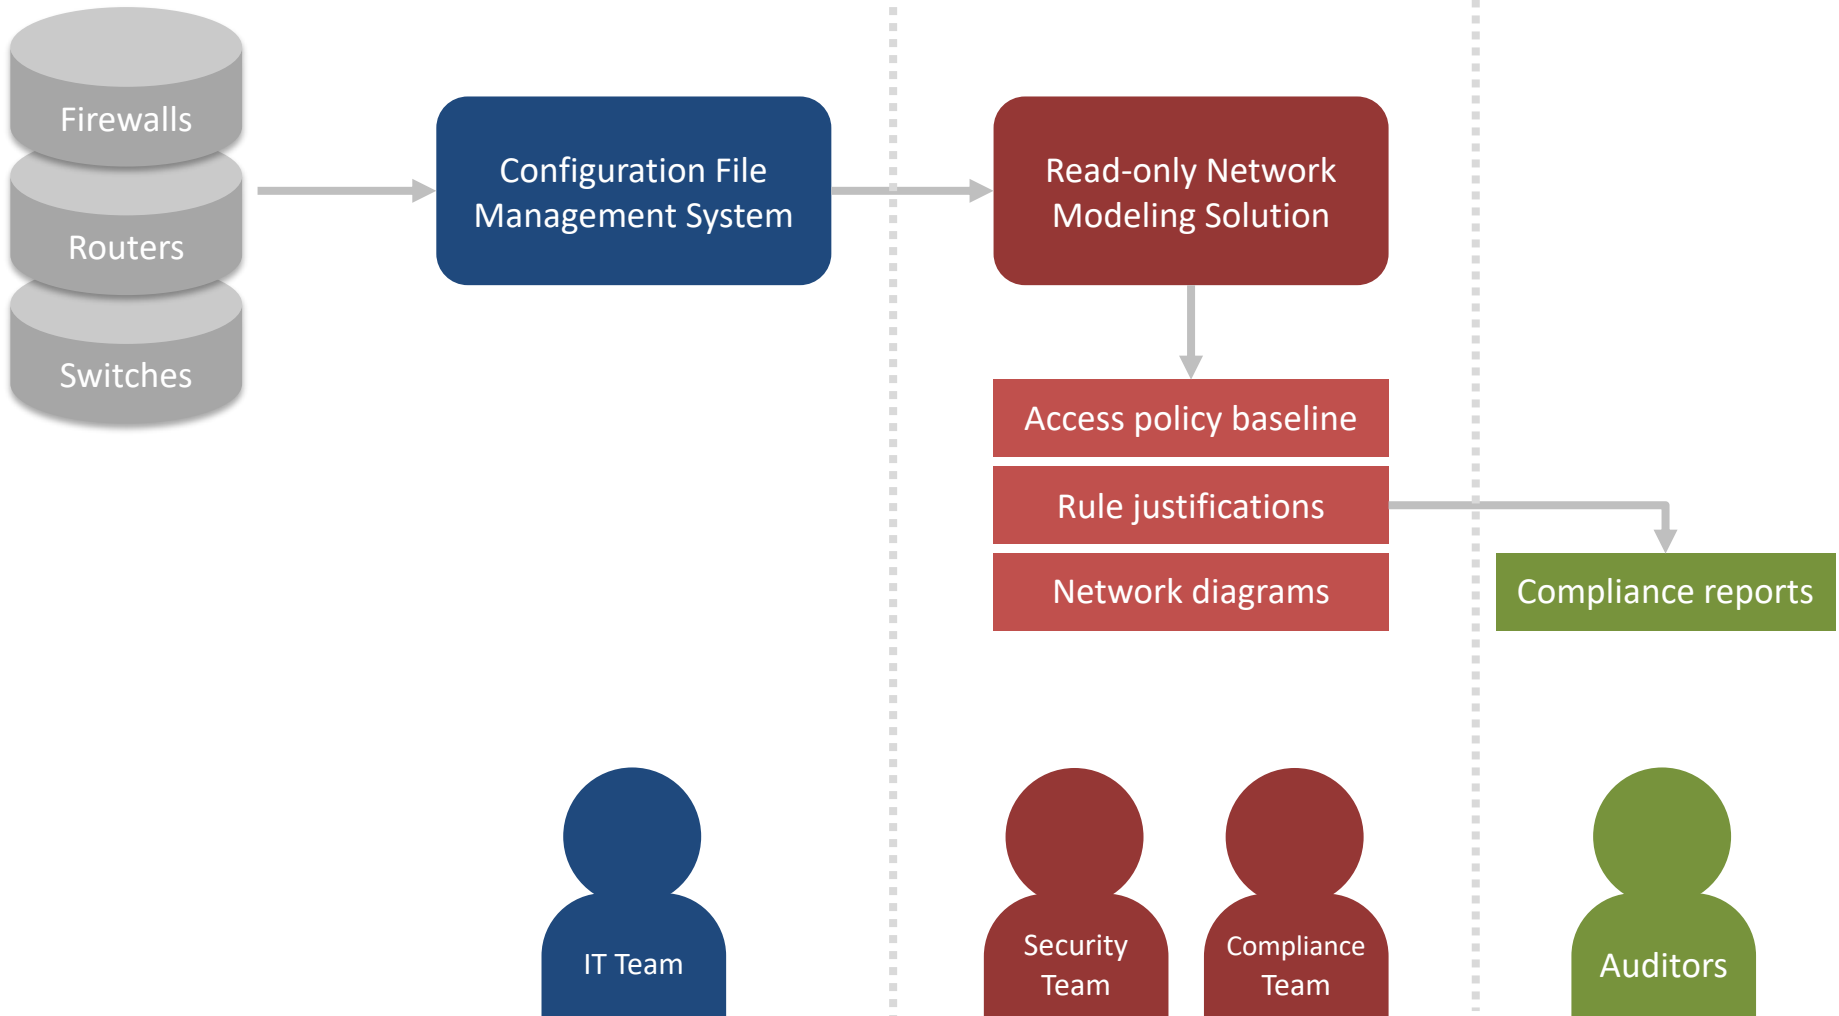 Firewalls
Routers
Switches
Configuration File
Management System
Read-only Network
Modeling Solution
Access policy baseline
Rule justifications
Network diagrams
Compliance reports
IT Team
Security
Team
Compliance
Team
Auditors